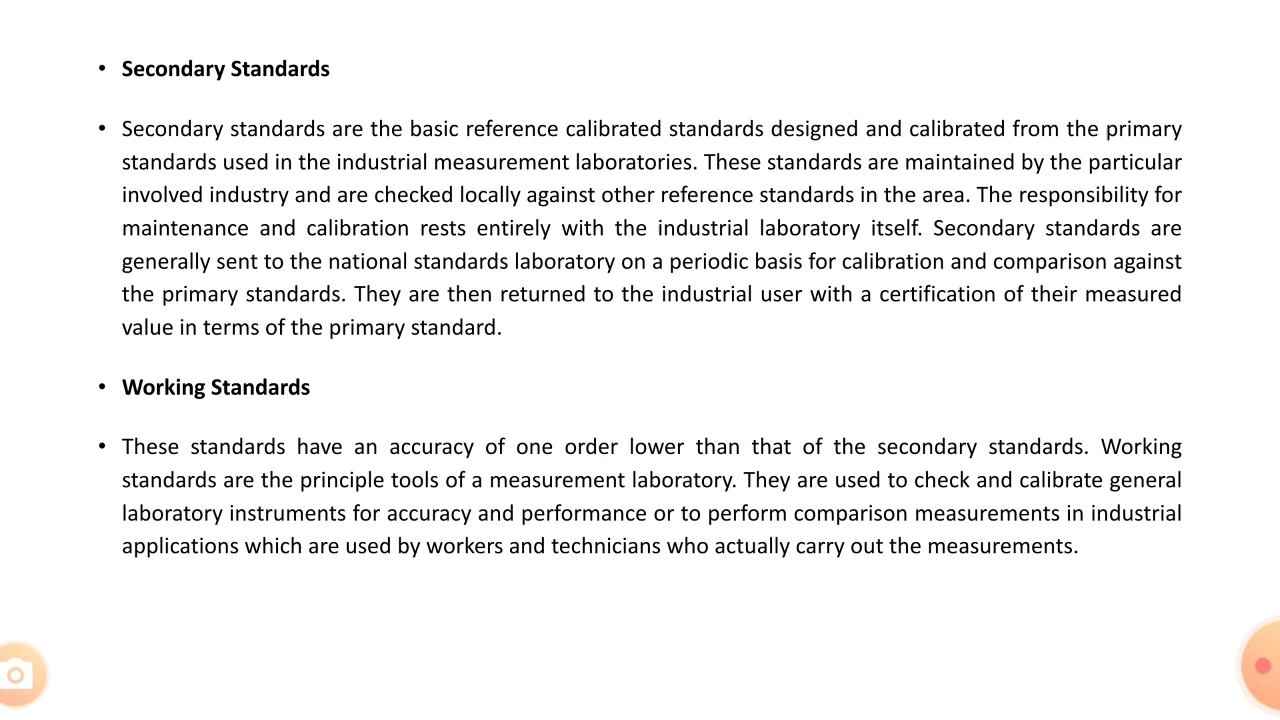 • Secondary Standards
• Secondary standards are the basic reference calibrated standards designed and calibrated from the primary
standards used in the industrial measurement laboratories. These standards are maintained by the particular
involved industry and are checked locally against other reference standards in the area. The responsibility for
maintenance and calibration rests entirely with the industrial laboratory itself. Secondary standards are
generally sent to the national standards laboratory on a periodic basis for calibration and comparison against
the primary standards. They are then returned to the industrial user with a certification of their measured
value in terms of the primary standard.
• Working Standards
• These standards have an accuracy of one order lower than that of the secondary standards. Working
standards are the principle tools of a measurement laboratory. They are used to check and calibrate general
laboratory instruments for accuracy and performance or to perform comparison measurements in industrial
applications which are used by workers and technicians who actually carry out the measurements.